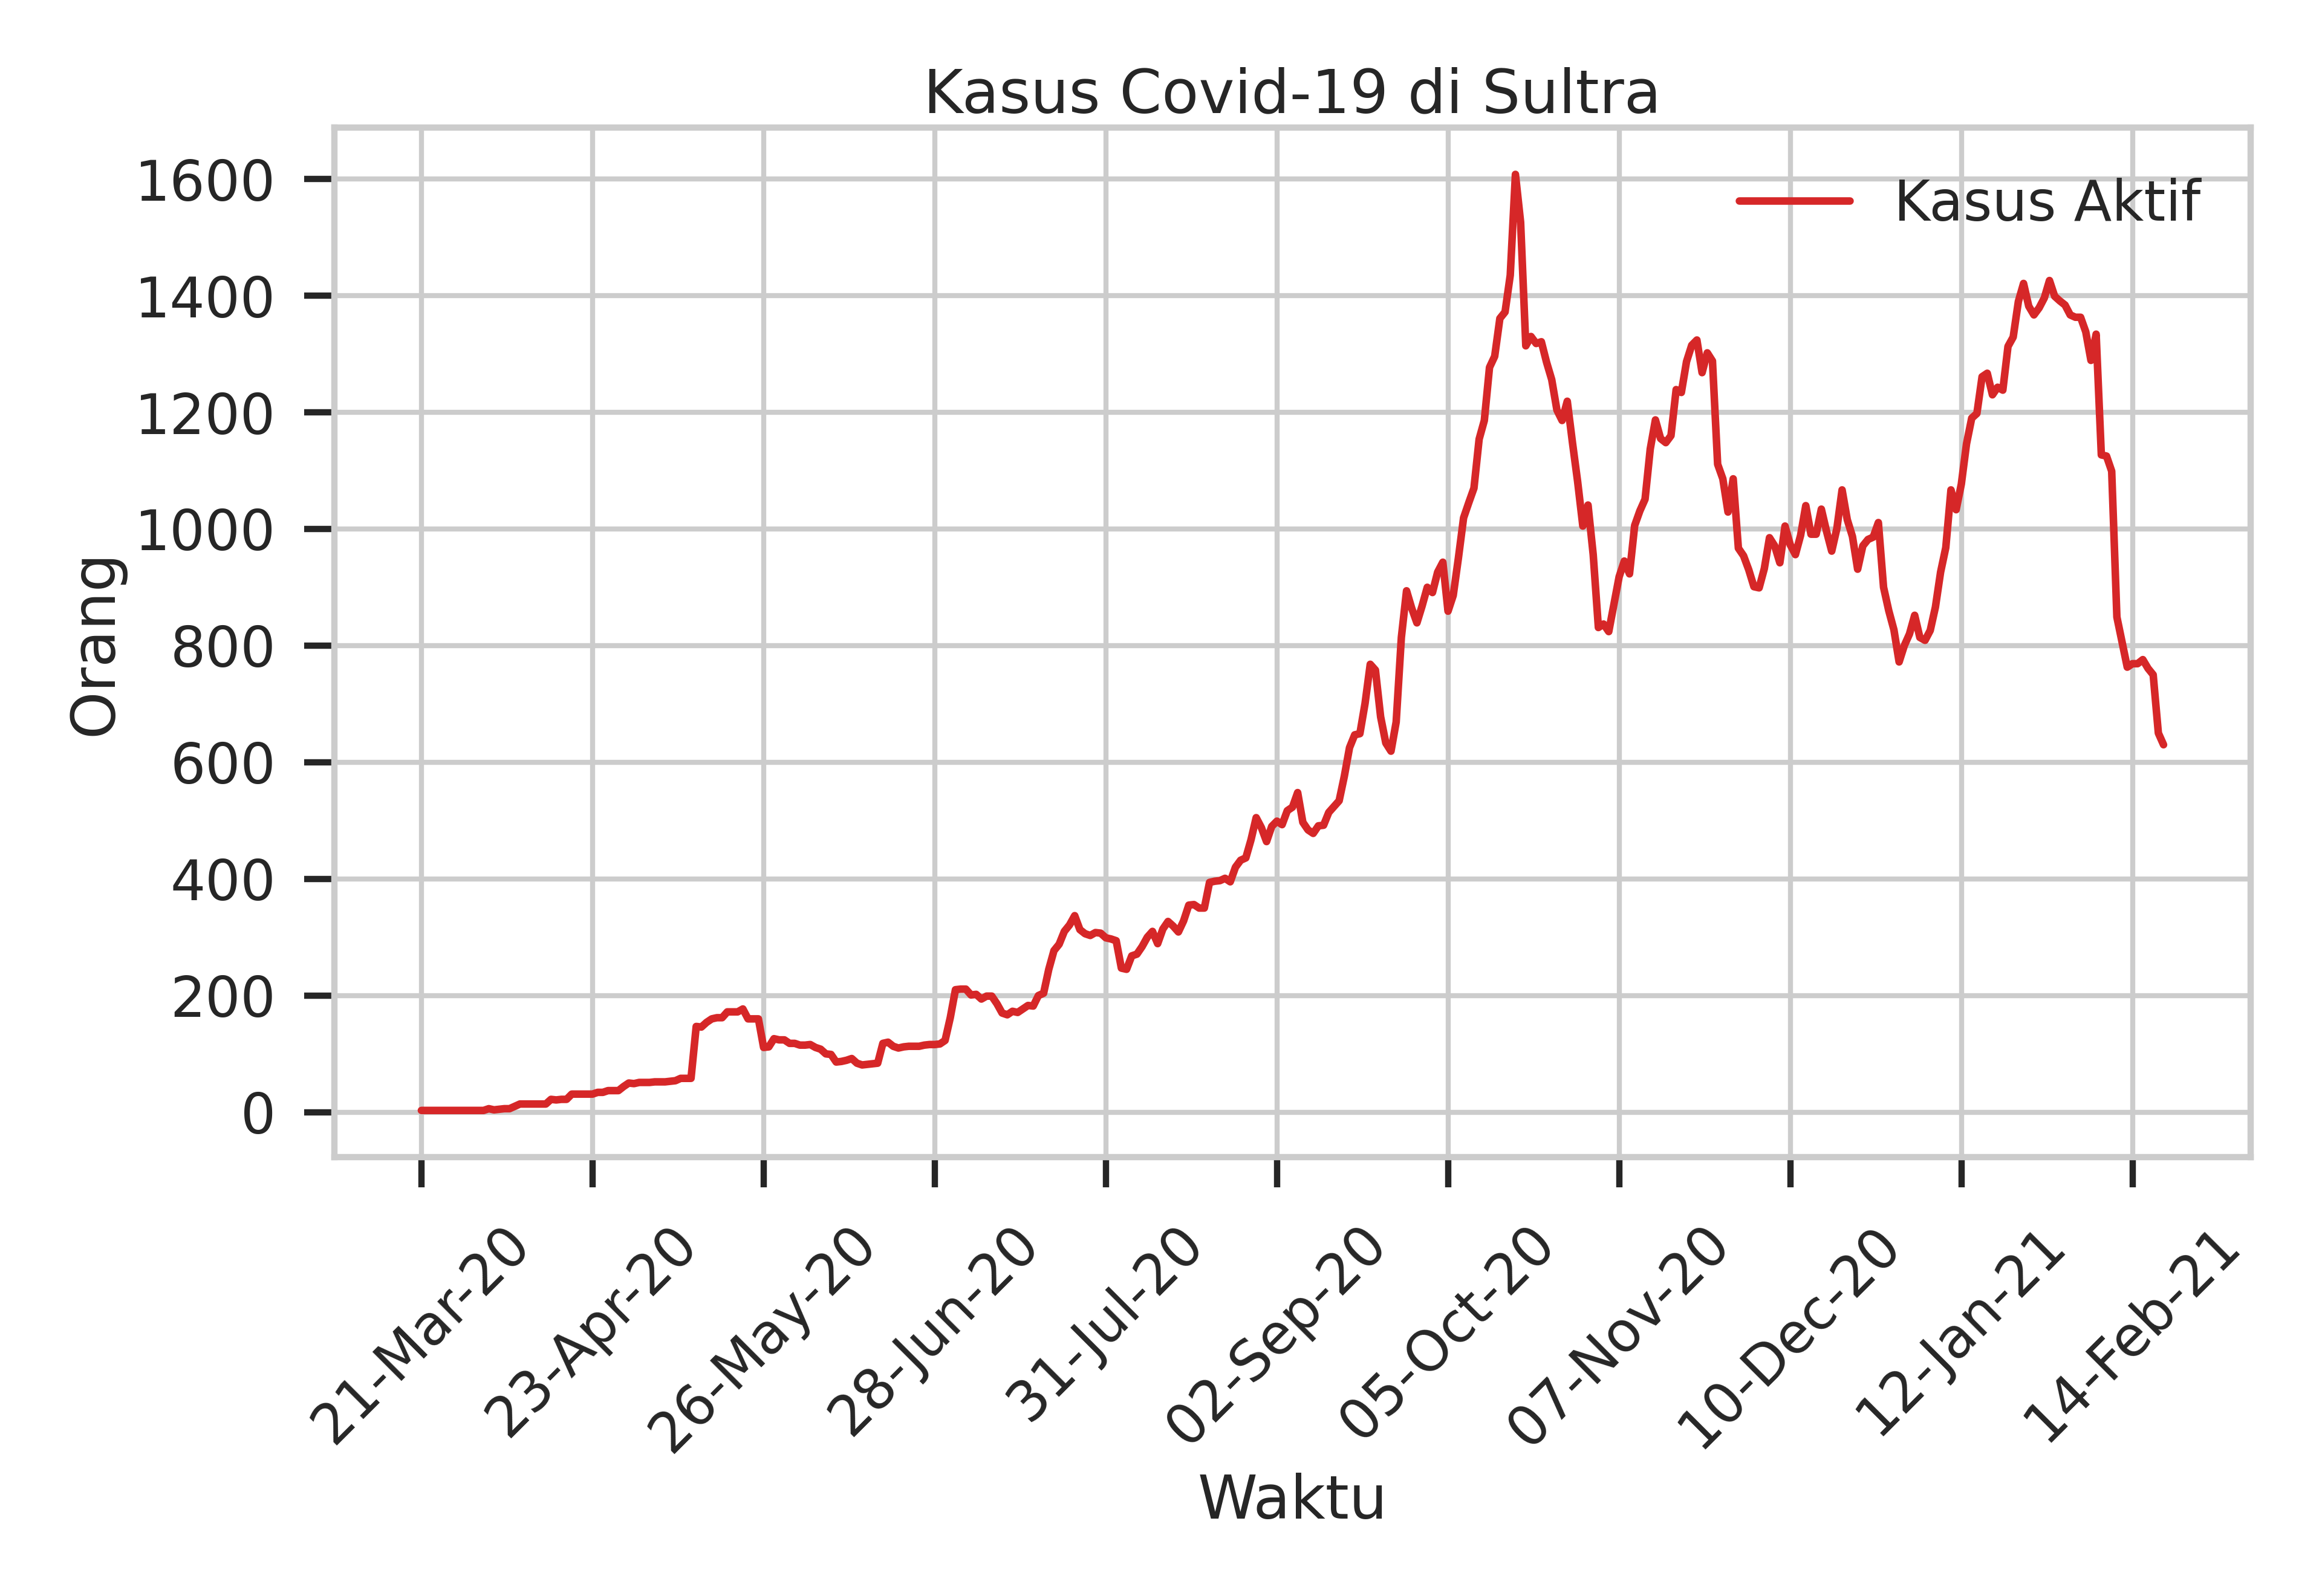 Kasus Covid-19 di Sultra
Kasus Aktif
1600
1400
1200
1000
800
600
400
200
0
Orang
21-Mar-20
23-Apr-20
26-May-20
28-Jun-20
31-Jul-20
02-Sep-20
05-Oct-20
07-Nov-20
10-Dec-20
12-Jan-21
14-Feb-21
Waktu